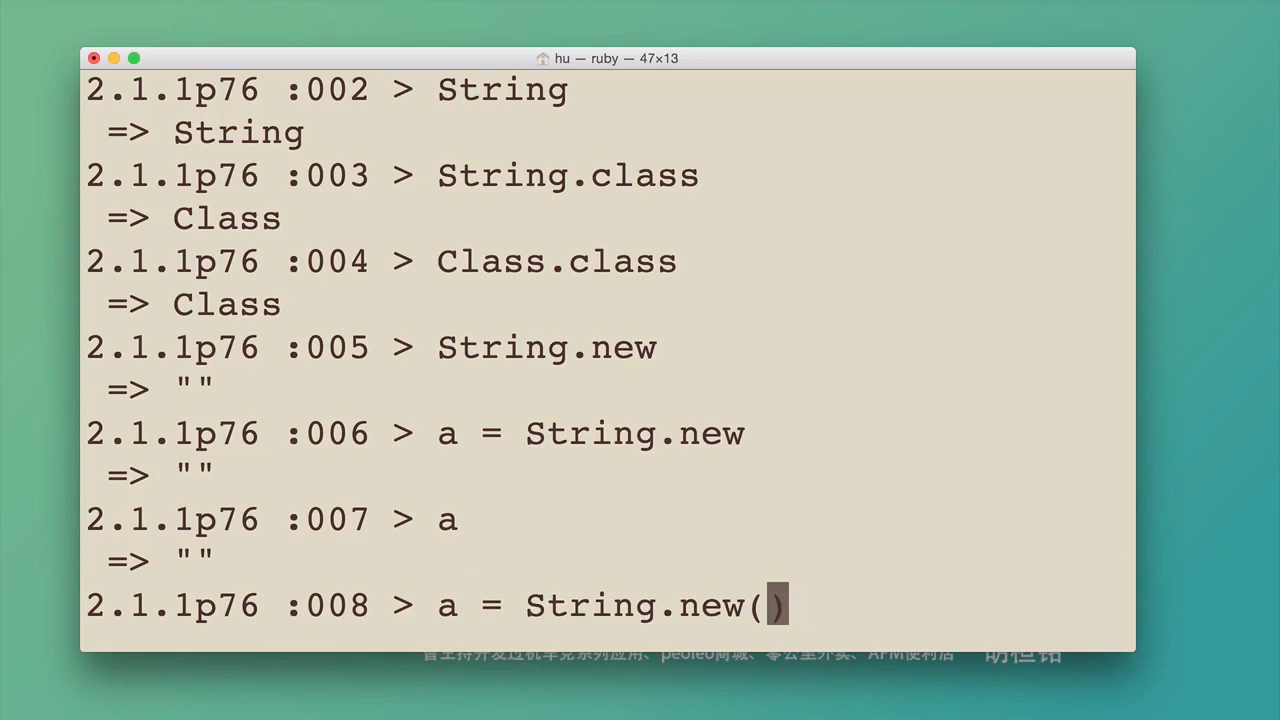 hu — ruby — 47×13
2.1.1p76 :002 > String
=> String
2.1.1p76 :003 > String.class
=> Class
2.1.1p76 :004 > Class.class
=> Class
2.1.1p76 :005 > String.new
=> ""
2.1.1p76 :006 > a = String.new
=> ""
2.1.1p76 :007 > a
=> ""
2.1.1p76 :008 > a = String.new()